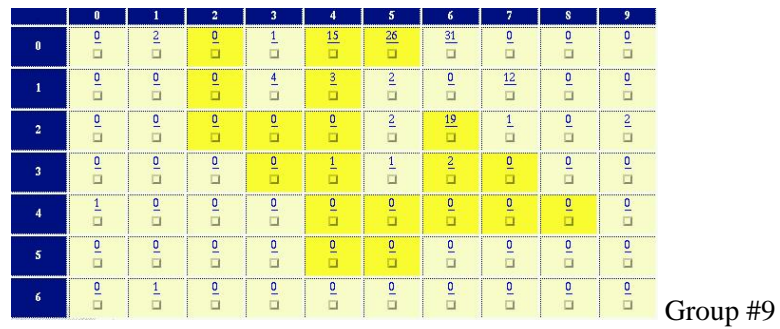 0 1 2 3 4 5 6 7 8 9
0 0 2 0 1 15 26 31 0 0 0
1 0 0 0 4 3 2 0 12 0 0
2 0 0 0 0 0 2 19 1 0 2
3 0 0 0 0 1 1 2 0 0 0
4 1 0 0 0 0 0 0 0 0 0
5 0 0 0 0 0 0 0 0 0 0
6 0 1 0 0 0 0 0 0 0 0
Group #9